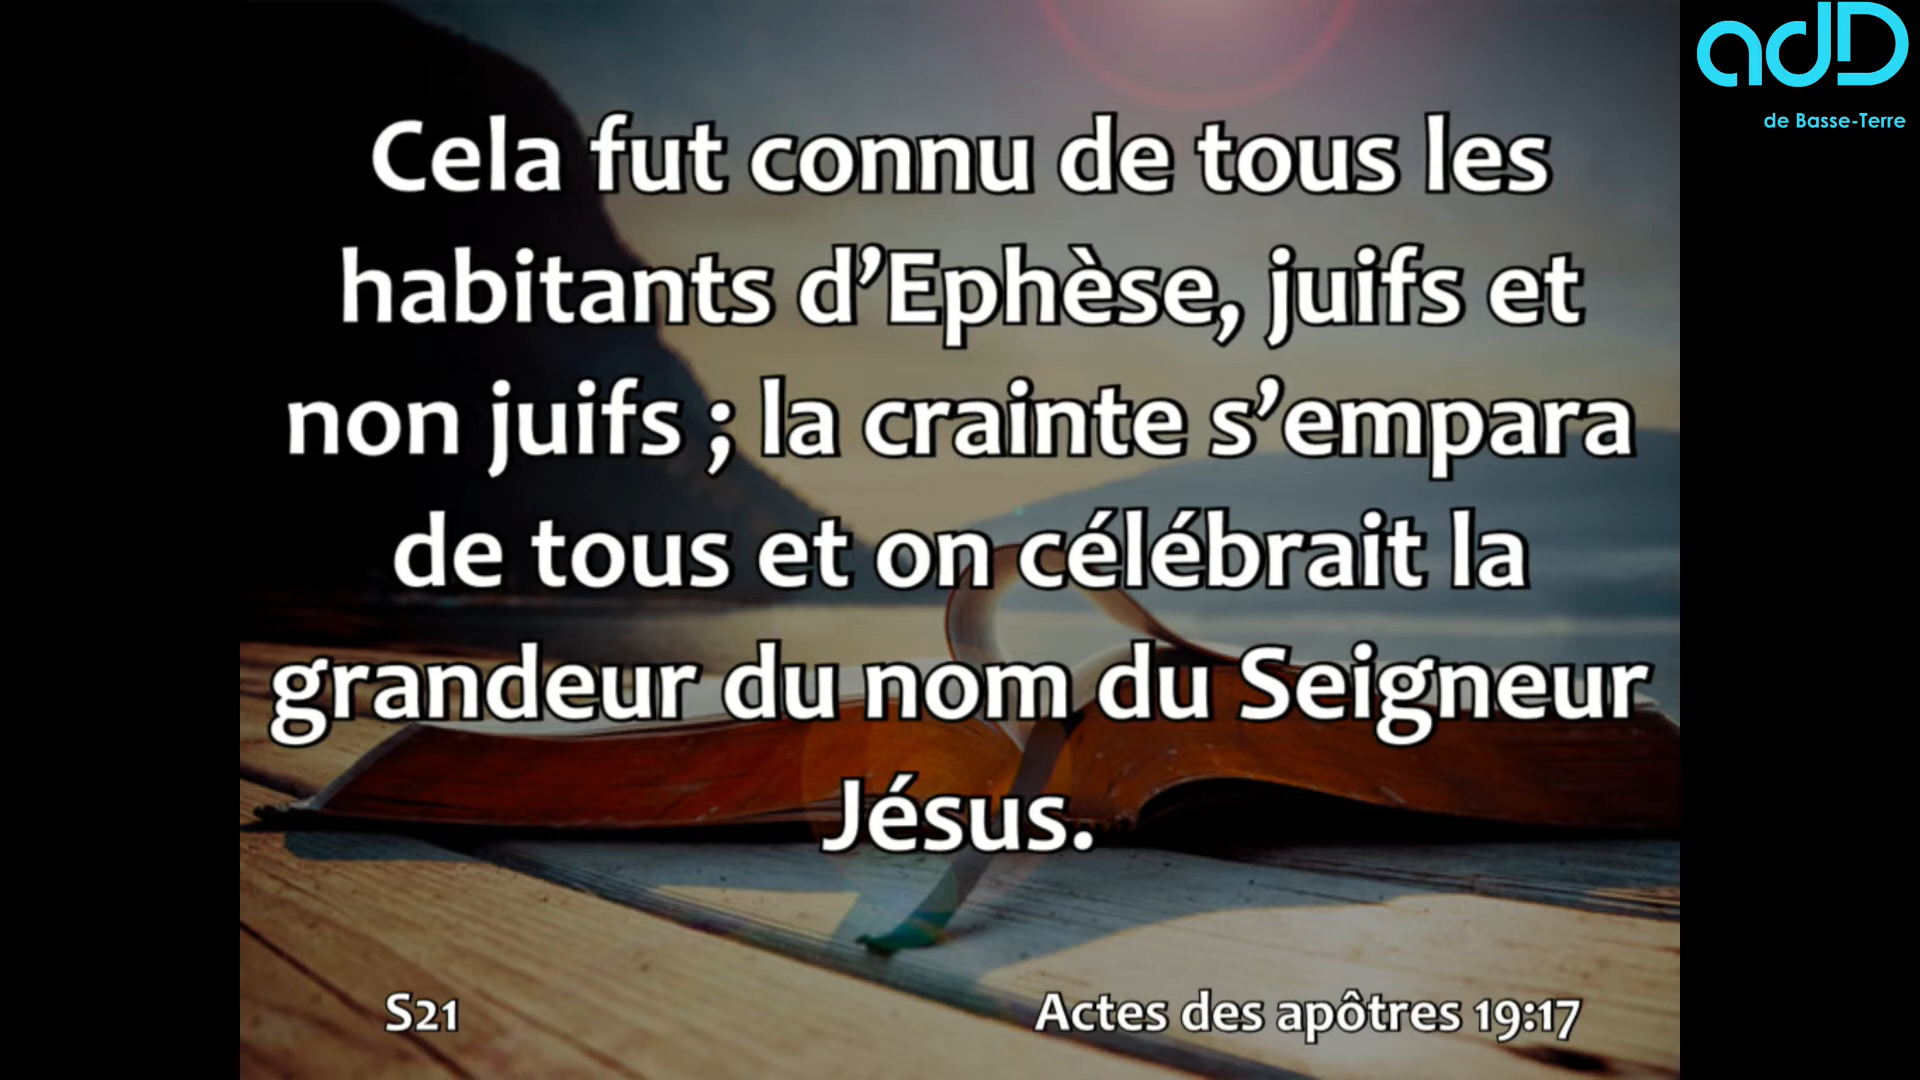 adD
de Basse-Terre
Cela fut connu de tous les
habitants d’Ephèse, juifs et
non juifs ; la crainte s’empara
de tous et on célébrait la
grandeur du nom du Seigneur
Jésus.
S21
Actes des apôtres 19:17